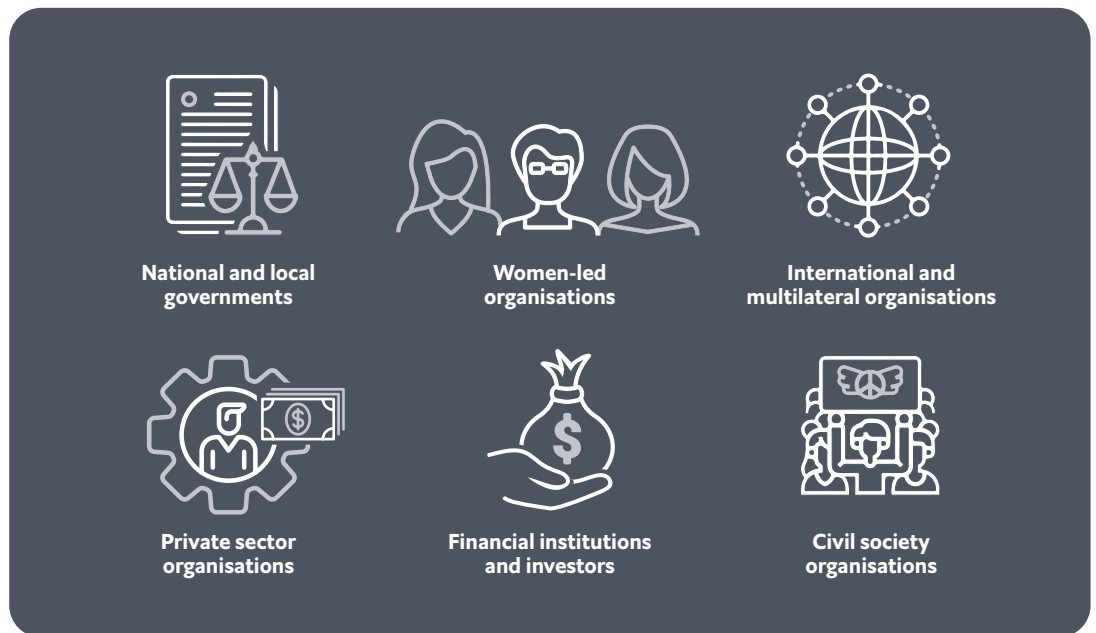 National and local
governments
Women-led
organisations
International and
multilateral organisations
$
$
Private sector
organisations
Financial institutions
and investors
Civil society
organisations